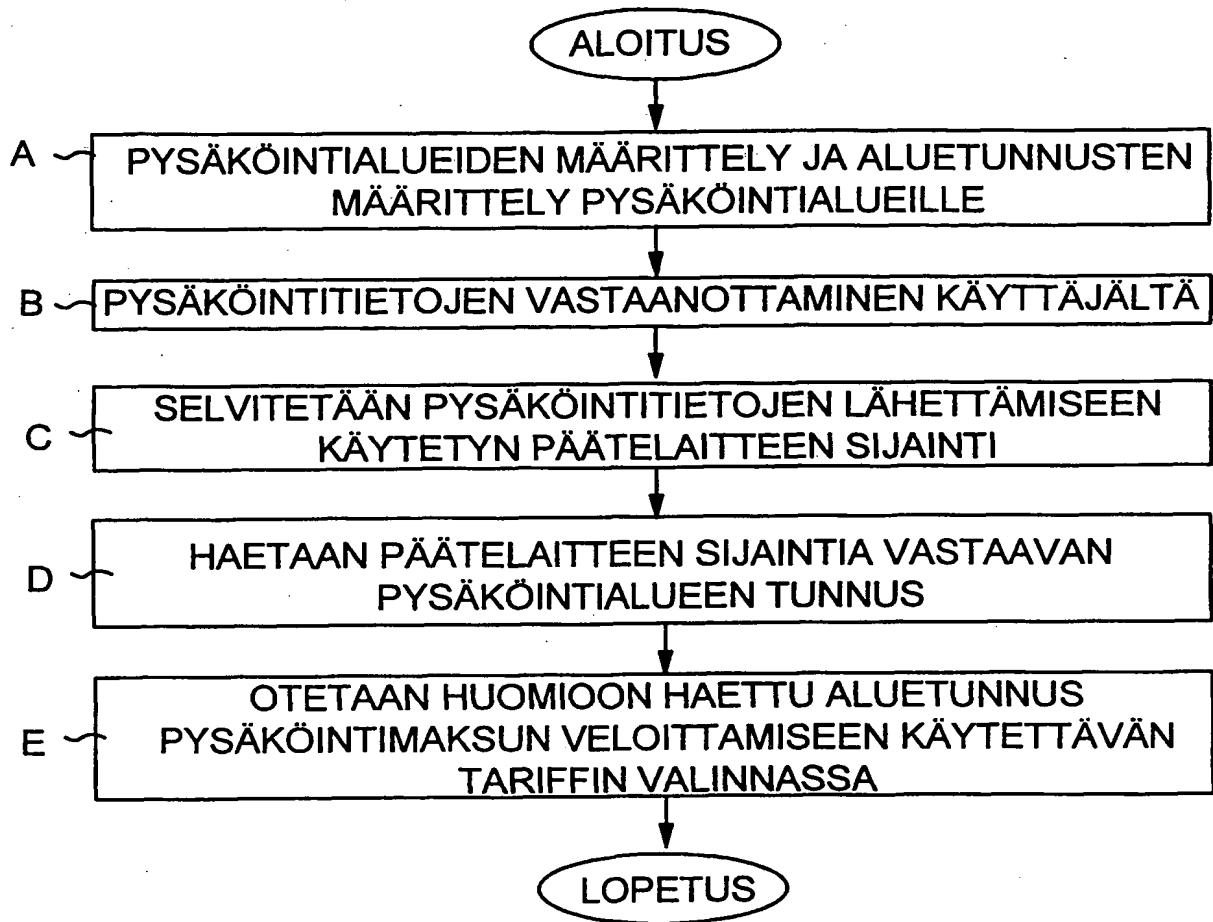 ALOITUS
A
PYSÄKÖINTIALUEIDEN MÄÄRITTELY JA ALUETUNNUSTEN
MÄÄRITTELY PYSÄKÖINTIALUEILLE
B
PYSÄKÖINTITIETOJEN VASTAANOTTAMINEN KÄYTTÄJÄLTÄ
C
SELVITETÄÄN PYSÄKÖINTITIETOJEN LÄHETTÄMISEEN
KÄYTETYN PÄÄTELAITTEEN SIJAINTI
D
HAETAAN PÄÄTELAITTEEN SIJAINTIA VASTAAVAN
PYSÄKÖINTIALUEEN TUNNUS
E
OTETAAN HUOMIOON HAETTU ALUETUNNUS
PYSÄKÖINTIMAKSUN VELOITTAMISEEN KÄYTETTÄVÄN
TARIFFIN VALINNASSA
LOPETUS